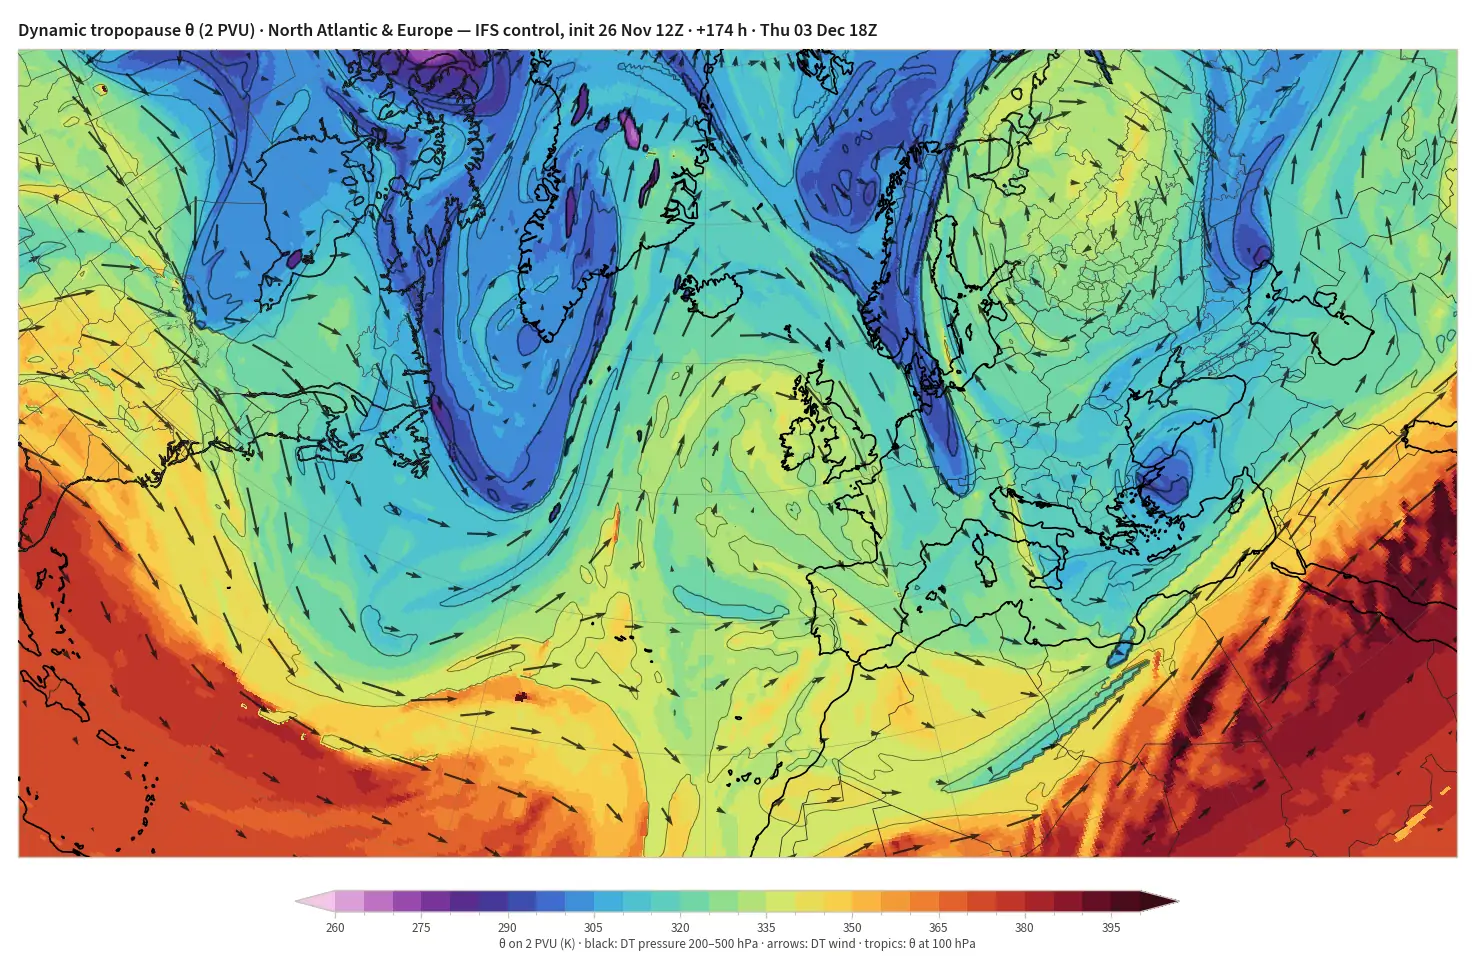 Dynamic tropopause θ (2 PVU) · North Atlantic & Europe — IFS control, init 26 Nov 12Z · +174 h · Thu 03 Dec 18Z
260 275 290 305 320 335 350 365 380 395
θ on 2 PVU (K) · black: DT pressure 200–500 hPa · arrows: DT wind · tropics: θ at 100 hPa